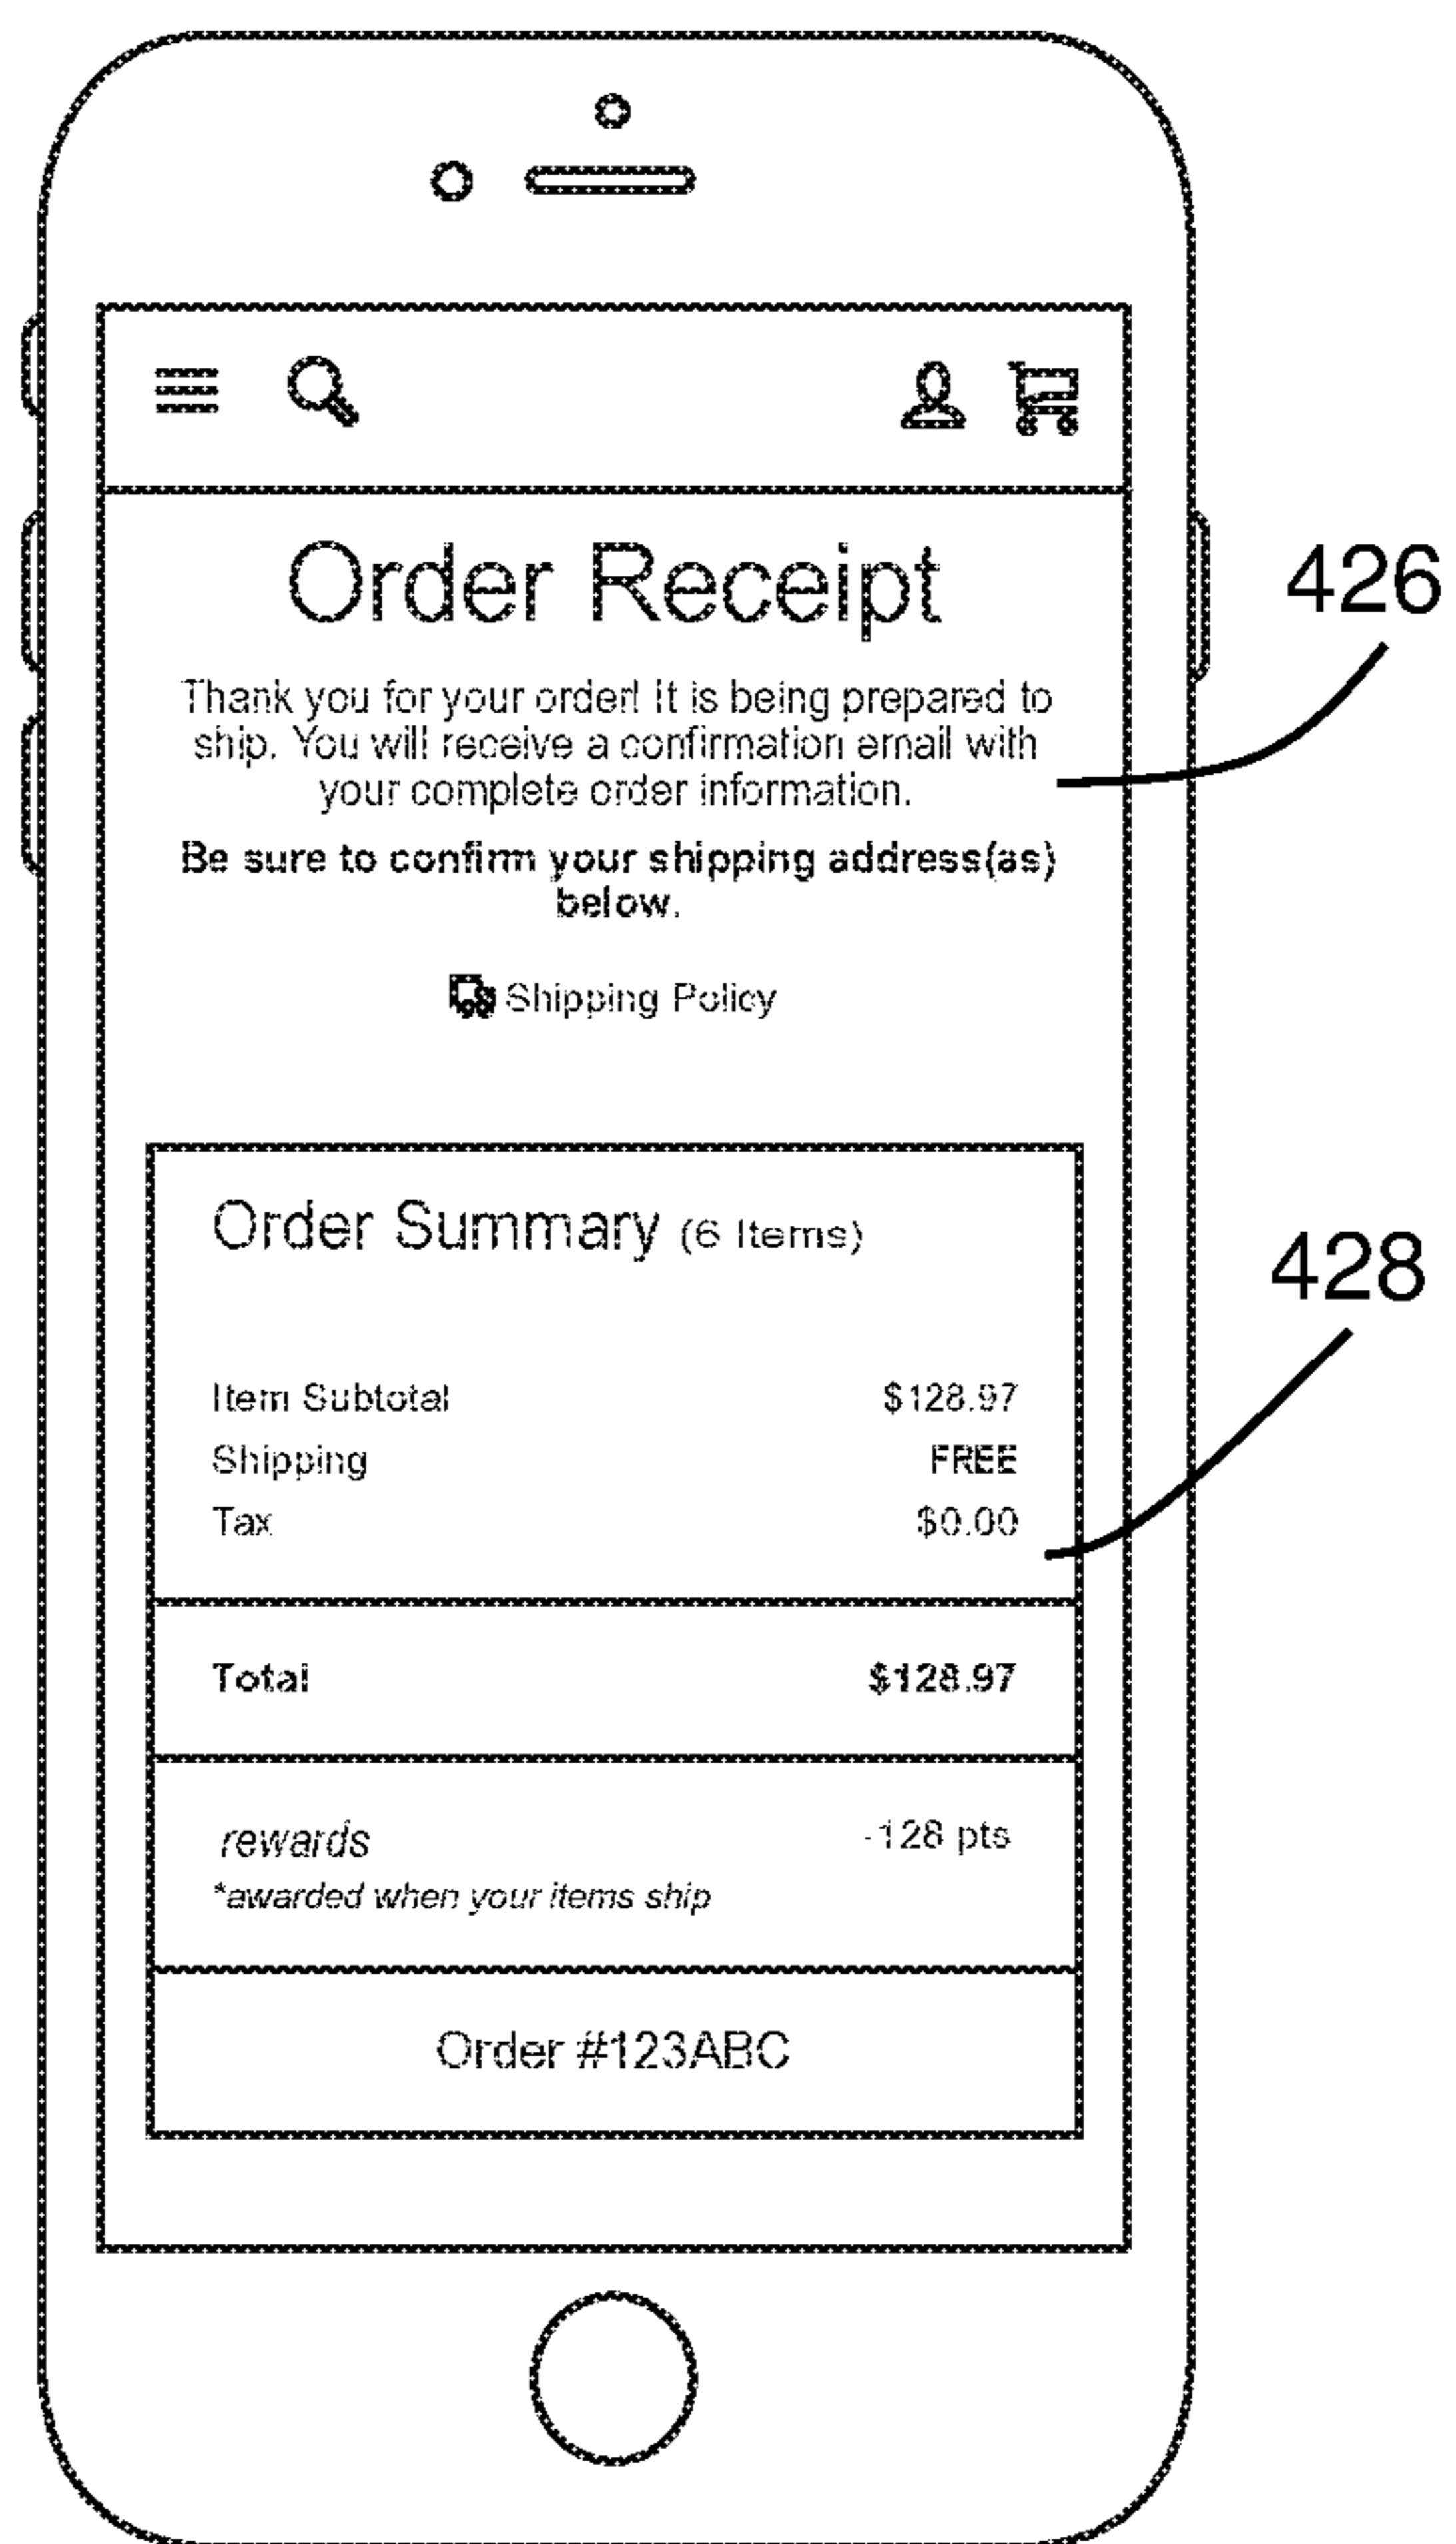 Order Receipt
426
Thank you for your order! It is being prepared to
ship. You will receive a confirmation email with
your complete order information.
Be sure to confirm your shipping address(as)
below.
Shipping Policy
Order Summary (6 Items)
428
Item Subtotal $128.97
Shipping FREE
Tax $0.00
Total $128.97
rewards -128 pts
*awarded when your items ship
Order #123ABC